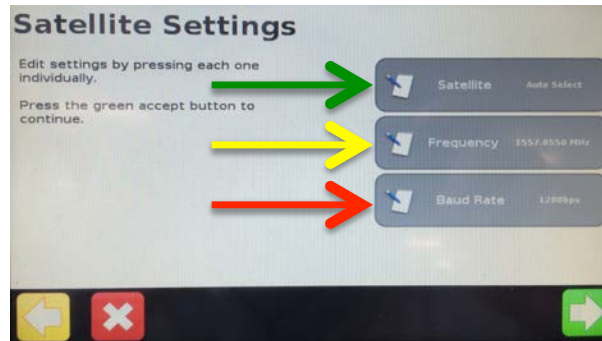 Satellite Settings
Edit settings by pressing each one
individually.
Press the green accept button to
continue.
Satellite Auto Select
Frequency 1557.8550 MHz
Baud Rate 1200bps